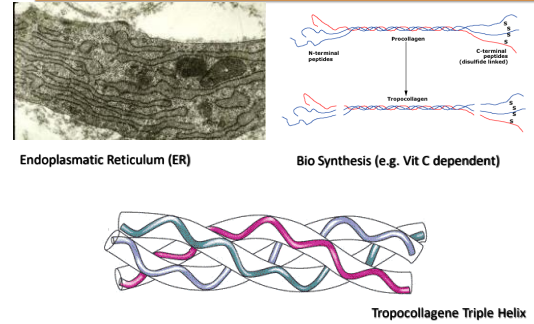 S
S
S
S
Procollagen
N-terminal
peptides
C-terminal
peptides
(disulfide linked)
Tropocollagen
S
S
S
S
Endoplasmatic Reticulum (ER)
Bio Synthesis (e.g. Vit C dependent)
Tropocollagene Triple Helix